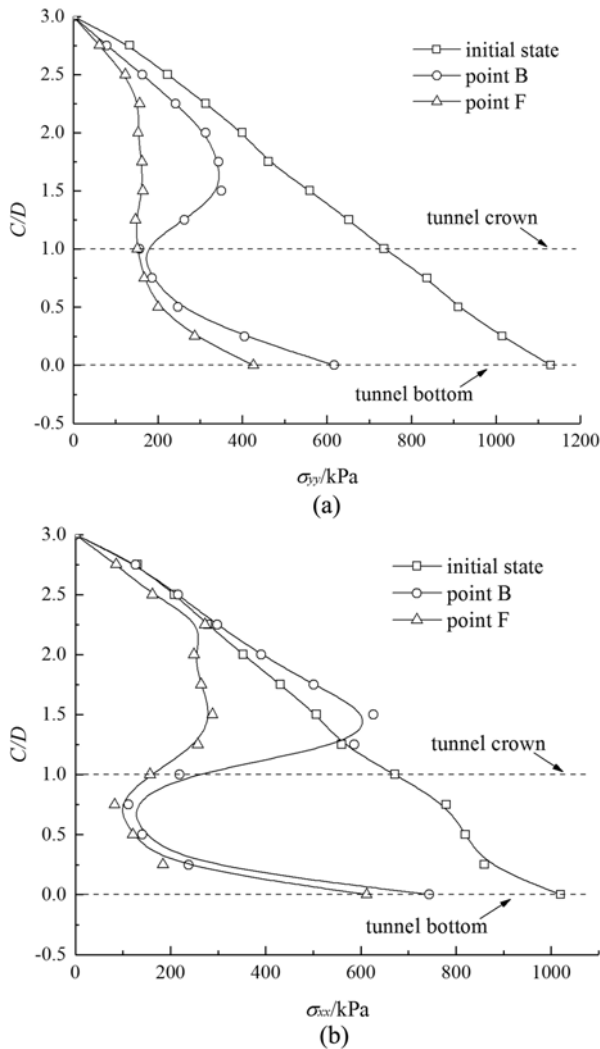 3.0
2.5
2.0
1.5
1.0
0.5
0.0
-0.5
C/D
initial state
point B
point F
tunnel crown
tunnel bottom
0 200 400 600 800 1000 1200
σyy/kPa
(a)
3.0
2.5
2.0
1.5
1.0
0.5
0.0
-0.5
C/D
initial state
point B
point F
tunnel crown
tunnel bottom
0 200 400 600 800 1000
σxx/kPa
(b)